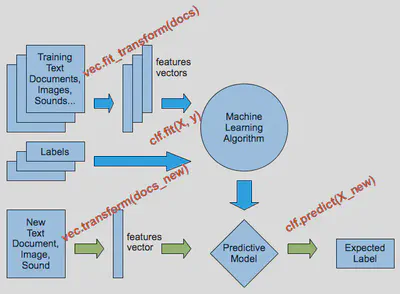 Training
Text
Documents,
Images,
Sounds...
vec.fit_transform(docs)
features
vectors
clf.fit(X, y)
Machine
Learning
Algorithm
Labels
New
Text
Document,
Image,
Sound
vec.transform(docs_new)
features
vector
Predictive
Model
clf.predict(X_new)
Expected
Label